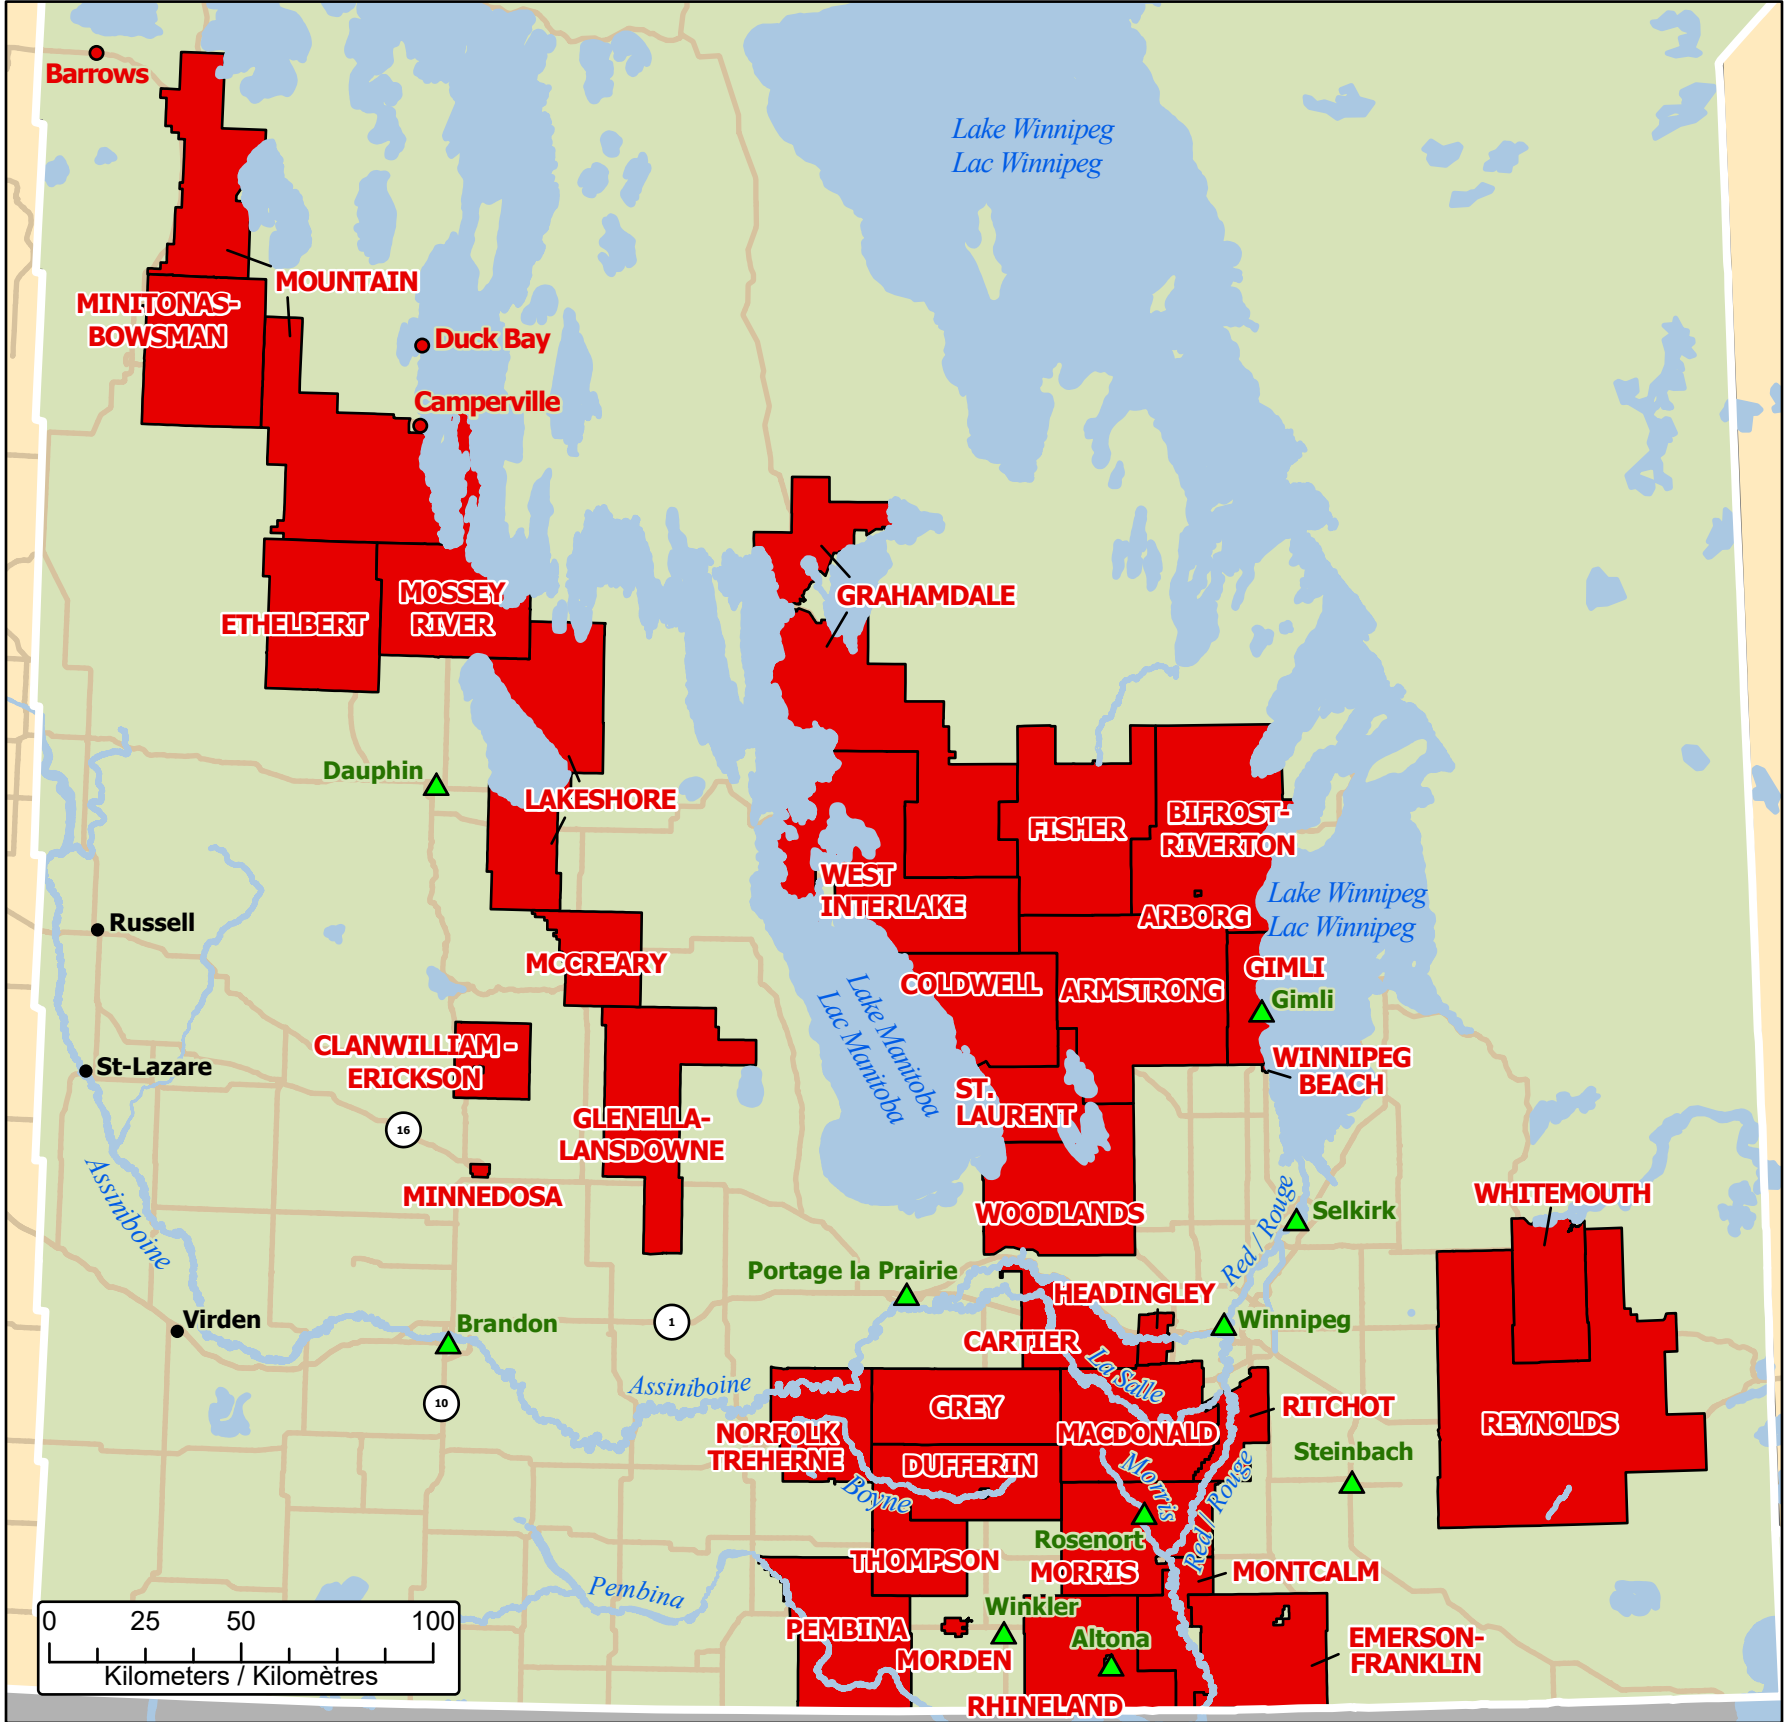 Barrows
Lake Winnipeg
Lac Winnipeg
MOUNTAIN
MINITONAS-
BOWSMAN
Duck Bay
Camperville
GRAHAMDALE
MOSSEY
RIVER
ETHELBERT
Dauphin
LAKESHORE
FISHER
BIFROST-
RIVERTON
WEST
INTERLAKE
Lake Winnipeg
Lac Winnipeg
ARBORG
Russell
MCCREARY
COLDWELL
ARMSTRONG
GIMLI
Gimli
Lake Manitoba
Lac Manitoba
CLANWILLIAM -
ERICKSON
St-Lazare
WINNIPEG
BEACH
ST.
LAURENT
GLENELLA-
LANSDOWNE
16
Assiniboine
MINNEDOSA
WOODLANDS
WHITEMOUTH
Selkirk
Red / Rouge
Portage la Prairie
HEADINGLEY
Virden
Brandon
1
Winnipeg
CARTIER
La Salle
Assiniboine
10
GREY
RITCHOT
NORFOLK
TREHERNE
MACDONALD
REYNOLDS
Steinbach
DUFFERIN
Boyne
Morris
Red / Rouge
Rosenort
THOMPSON
MORRIS
MONTCALM
Pembina
Winkler
PEMBINA
Altona
MORDEN
EMERSON-
FRANKLIN
RHINELAND
0 25 50 100
Kilometers / Kilomètres